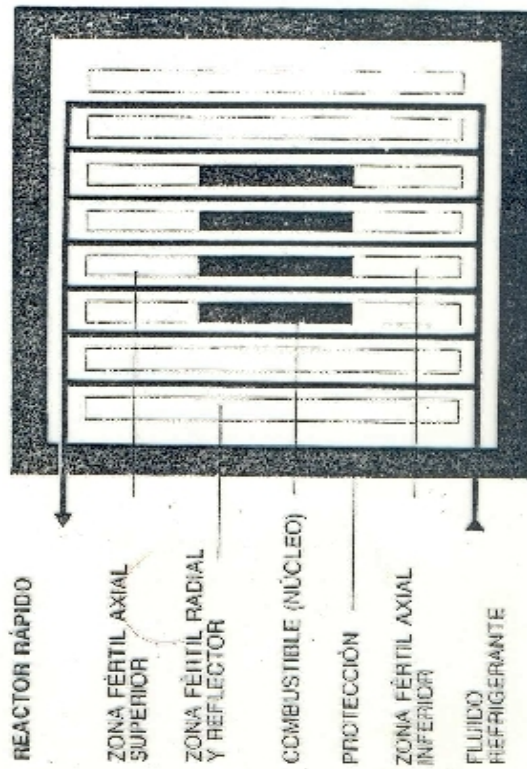 REACTOR RÁPIDO
ZONA FÉRTIL AXIAL
SUPERIOR
ZONA FÉRTIL RADIAL
Y REFLECTOR
COMBUSTIBLE (NÚCLEO)
PROTECCIÓN
ZONA FÉRTIL AXIAL
INFERIOR
FLUIDO
REFRIGERANTE